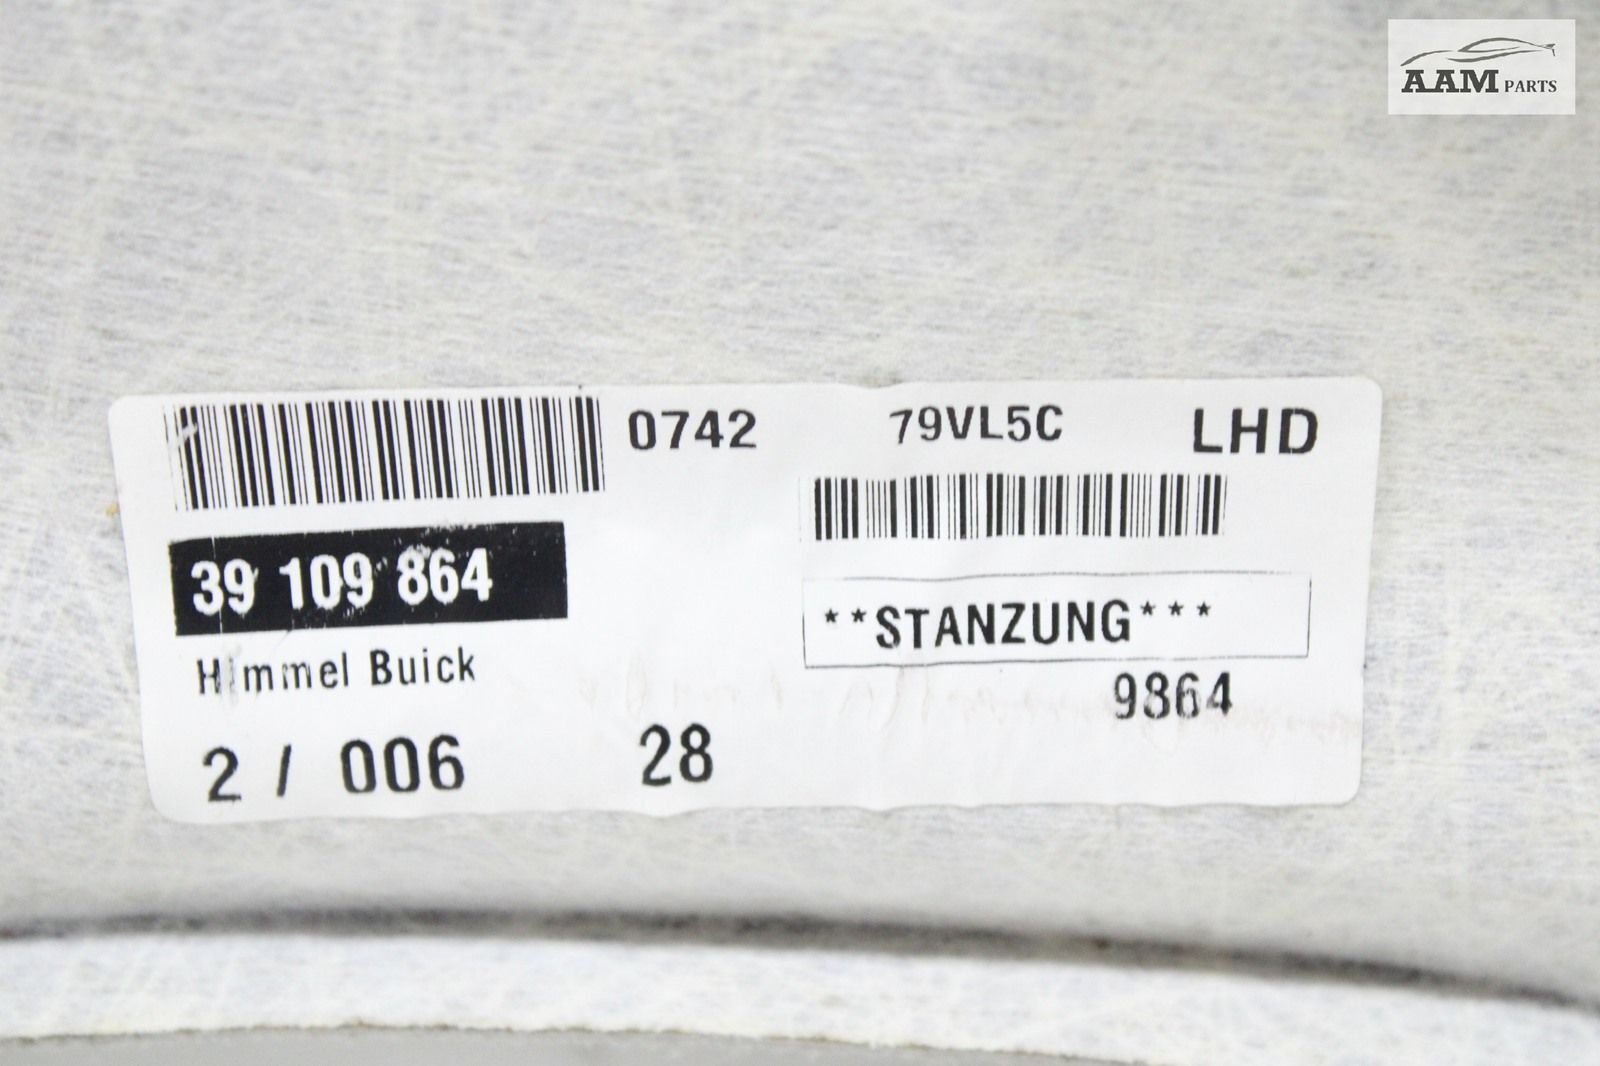 AAM PARTS
0742 79VL5C LHD
39 109 864
**STANZUNG***
Himmel Buick
9864
2 / 006 28